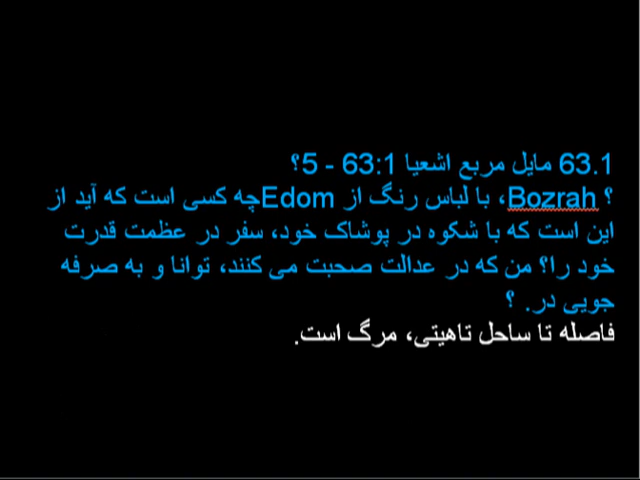 63.1 مایل مربع اشعیا 63:1 - 5؟
؟ Bozrah، با لباس رنگ از Edomچه کسی است که آید از
این است که با شکوه در پوشاک خود، سفر در عظمت قدرت
خود را؟ من که در عدالت صحبت می کنند، توانا و به صرفه
جویی در. ؟
فاصله تا ساحل تاهیتی، مرگ است.